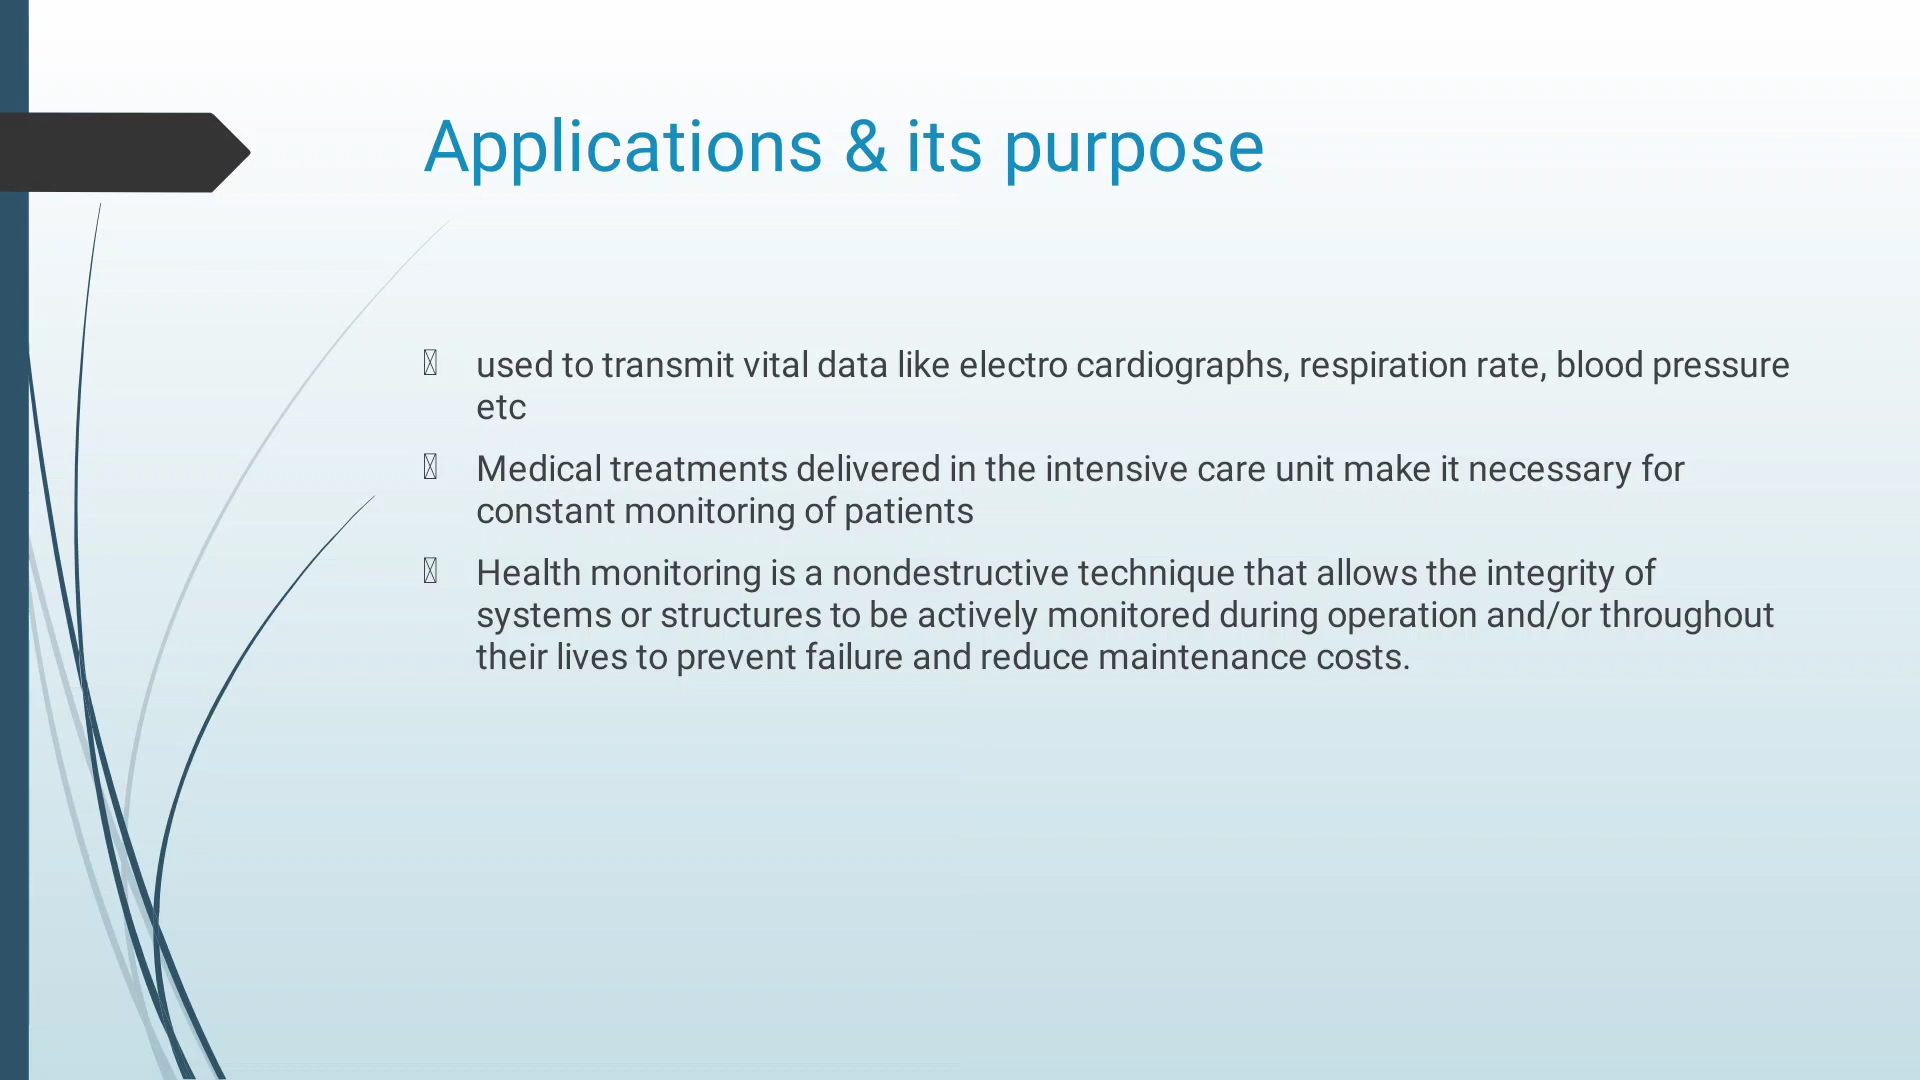 Applications & its purpose
used to transmit vital data like electro cardiographs, respiration rate, blood pressure
etc
Medical treatments delivered in the intensive care unit make it necessary for
constant monitoring of patients
Health monitoring is a nondestructive technique that allows the integrity of
systems or structures to be actively monitored during operation and/or throughout
their lives to prevent failure and reduce maintenance costs.